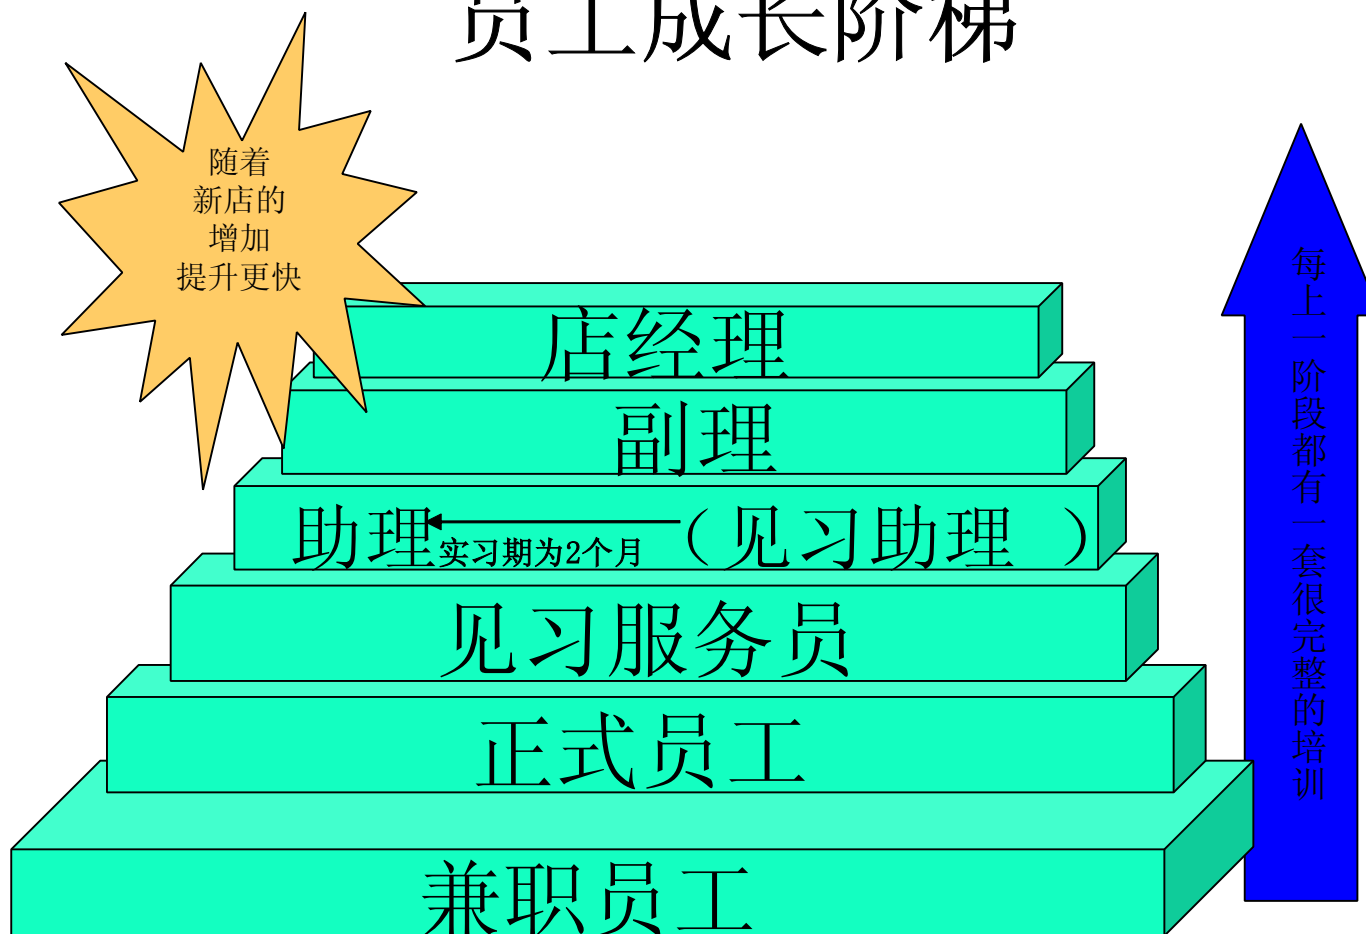 员工成长阶梯
随着
新店的
增加
提升更快
店经理
副理
助理 实习期为2个月 （见习助理 ）
见习服务员
正式员工
兼职员工
每上一阶段都有一套很完整的培训